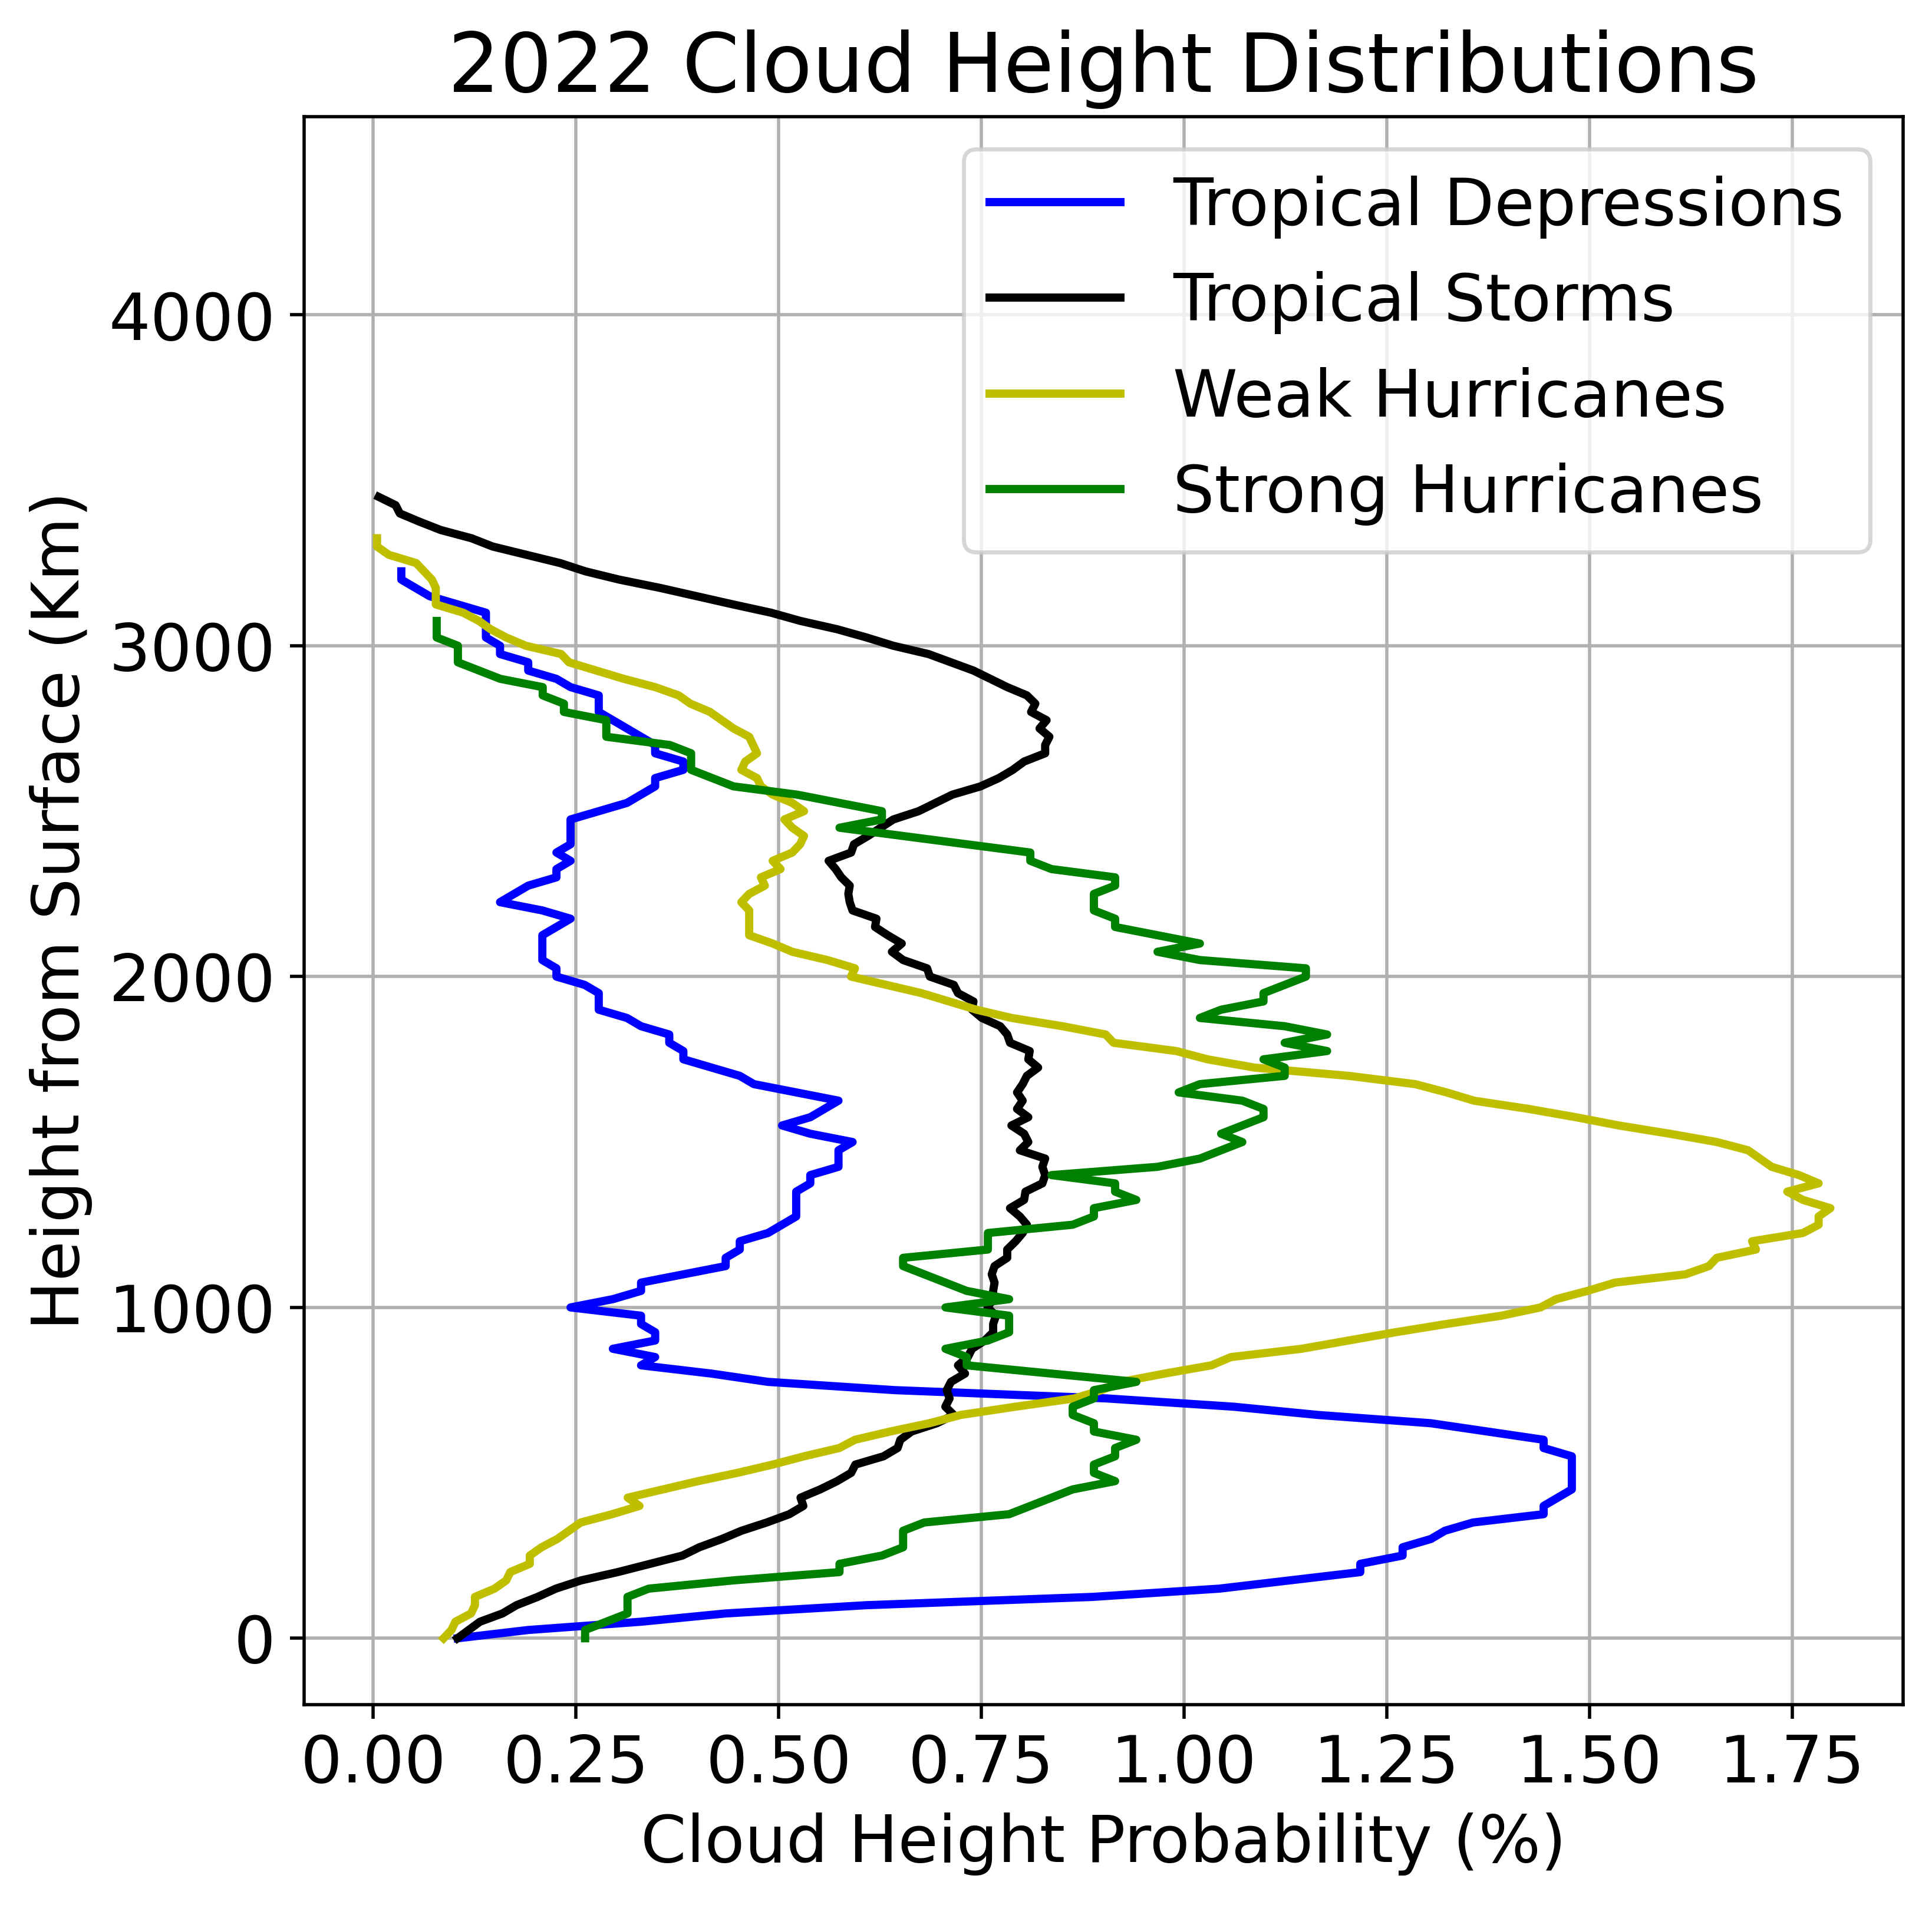 2022 Cloud Height Distributions
Tropical Depressions
Tropical Storms
Weak Hurricanes
Strong Hurricanes
Height from Surface (Km)
4000
3000
2000
1000
0
0.00 0.25 0.50 0.75 1.00 1.25 1.50 1.75
Cloud Height Probability (%)